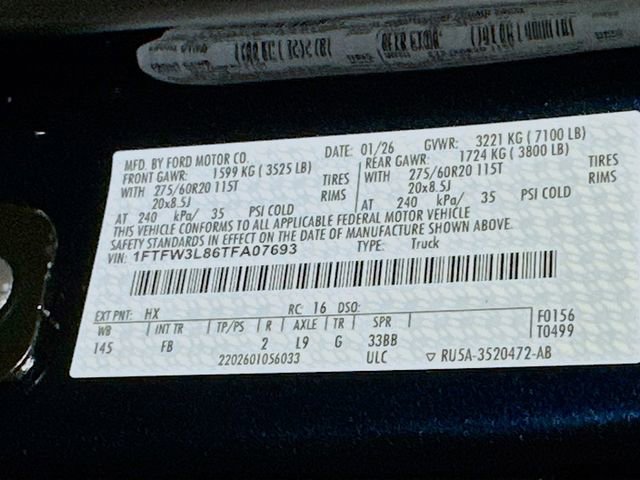 MFD. BY FORD MOTOR CO. DATE: 01/26 GVWR: 3221 KG (7100 LB)
FRONT GAWR: 1599 KG (3525 LB) REAR GAWR: 1724 KG (3800 LB)
WITH 275/60R20 115T TIRES WITH 275/60R20 115T TIRES
20x8.5J RIMS 20x8.5J RIMS
AT 240 kPa/ 35 PSI COLD AT 240 kPa/ 35 PSI COLD
THIS VEHICLE CONFORMS TO ALL APPLICABLE FEDERAL MOTOR VEHICLE
SAFETY STANDARDS IN EFFECT ON THE DATE OF MANUFACTURE SHOWN ABOVE.
VIN: 1FTFW3L86TFA07693 TYPE: Truck
EXT PNT: HX RC: 16 DSO: F0156
WB INT TR TP/PS R AXLE TR SPR T0499
145 FB 2 L9 G 33BB
2202601056033 ULC ▽ RU5A-3520472-AB